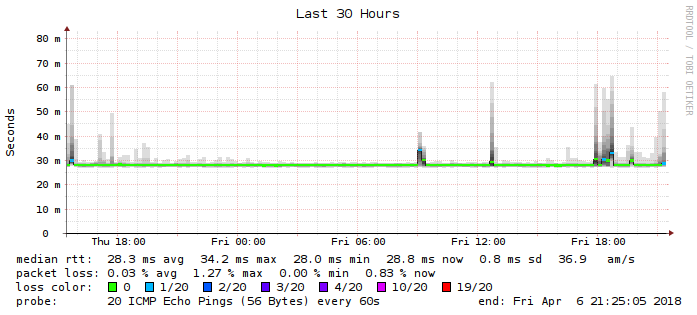 Last 30 Hours
RRDTOOL / TOBI OETIKER
Seconds
80 m
70 m
60 m
50 m
40 m
30 m
20 m
10 m
0
Thu 18:00 Fri 00:00 Fri 06:00 Fri 12:00 Fri 18:00
median rtt: 28.3 ms avg 34.2 ms max 28.0 ms min 28.8 ms now 0.8 ms sd 36.9 am/s
packet loss: 0.03 % avg 1.27 % max 0.00 % min 0.83 % now
loss color: 0 1/20 2/20 3/20 4/20 10/20 19/20
probe: 20 ICMP Echo Pings (56 Bytes) every 60s end: Fri Apr 6 21:25:05 2018